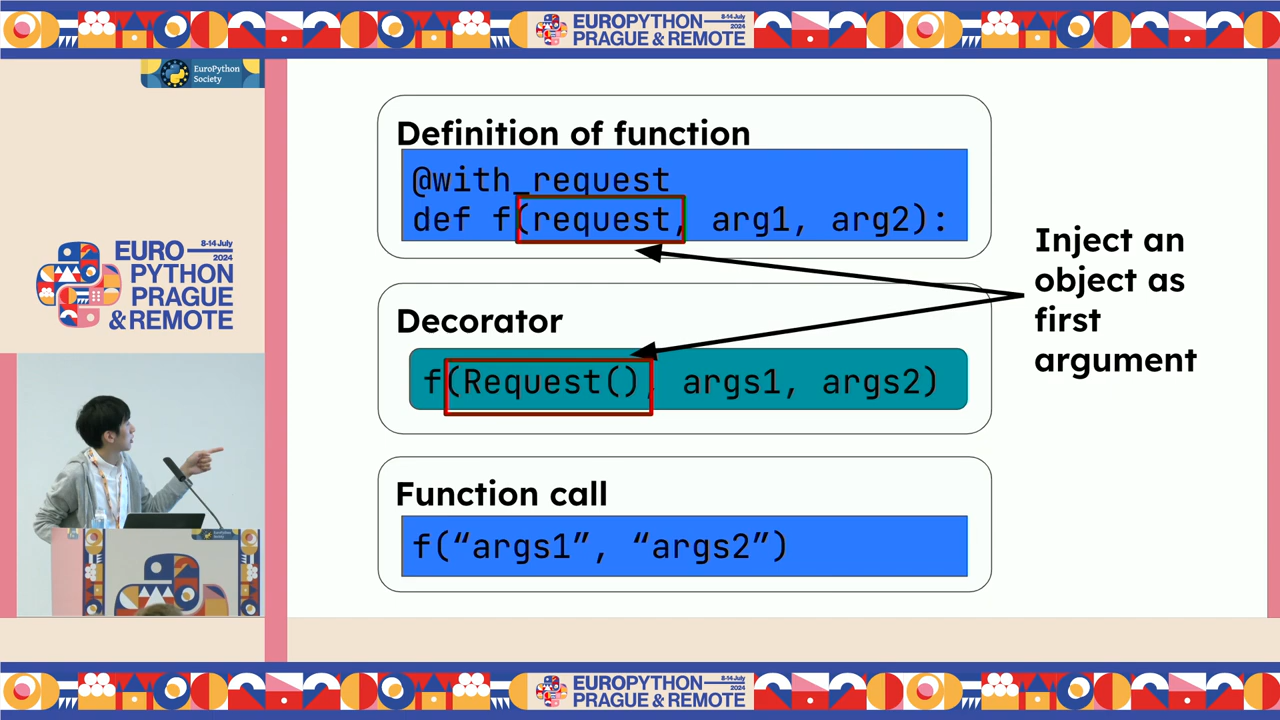 EUROPYTHON
8-14 July
2024
PRAGUE & REMOTE
EuroPython
Society
EURO
8-14 July
2024
PYTHON
PRAGUE
& REMOTE
Definition of function
@with_request
def f(request, arg1, arg2):
Decorator
f(Request(), args1, args2)
Function call
f(“args1”, “args2”)
Inject an
object as
first
argument
EUROPYTHON
8-14 July
2024
PRAGUE & REMOTE